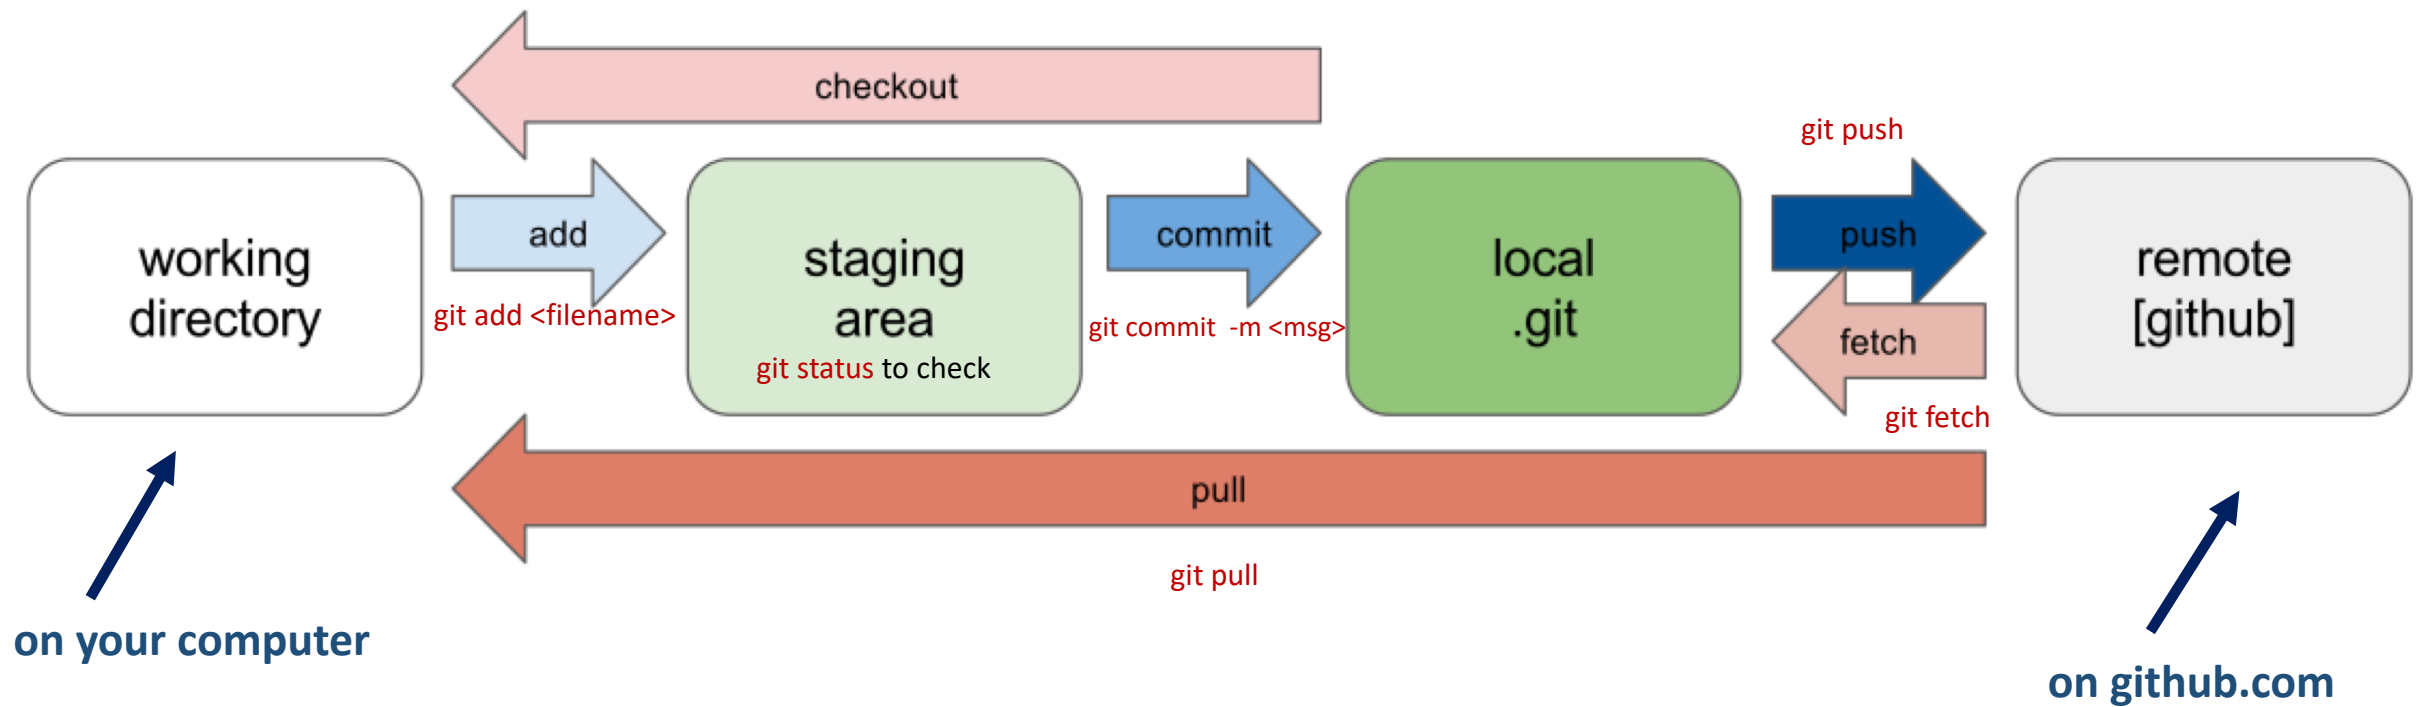 checkout
git push
working
directory
add
git add <filename>
staging
area
git status to check
commit
git commit -m <msg>
local
.git
push
fetch
git fetch
remote
[github]
pull
git pull
on your computer
on github.com